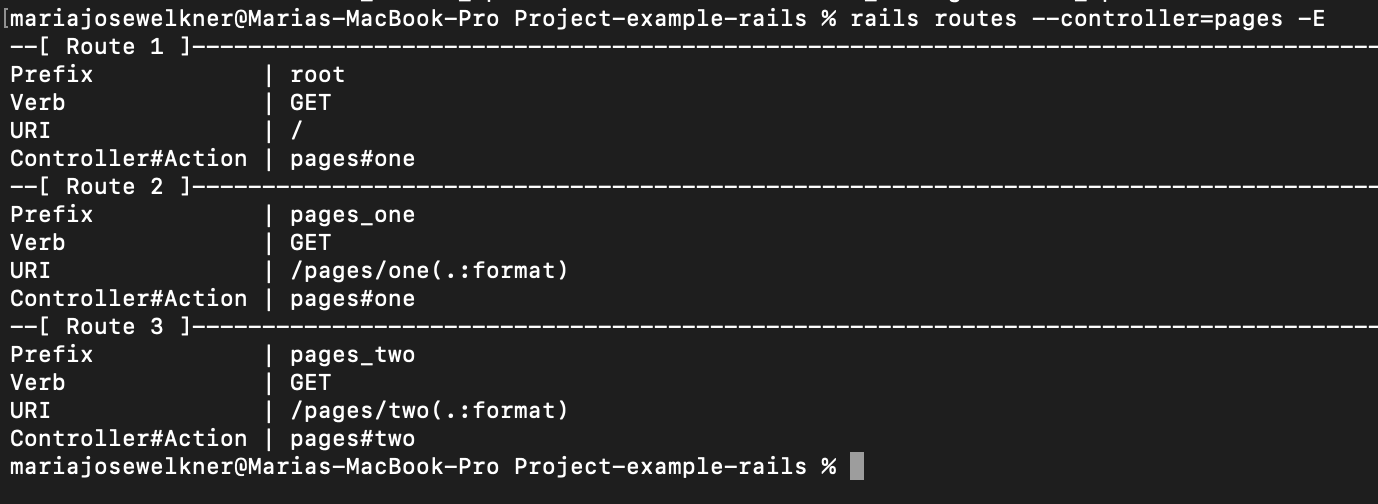 mariajosewelkner@Marias-MacBook-Pro Project-example-rails % rails routes --controller=pages -E
--[ Route 1 ]-------------------------------------------------------------------------------------
Prefix            | root
Verb              | GET
URI               | /
Controller#Action | pages#one
--[ Route 2 ]-------------------------------------------------------------------------------------
Prefix            | pages_one
Verb              | GET
URI               | /pages/one(.:format)
Controller#Action | pages#one
--[ Route 3 ]-------------------------------------------------------------------------------------
Prefix            | pages_two
Verb              | GET
URI               | /pages/two(.:format)
Controller#Action | pages#two
mariajosewelkner@Marias-MacBook-Pro Project-example-rails %